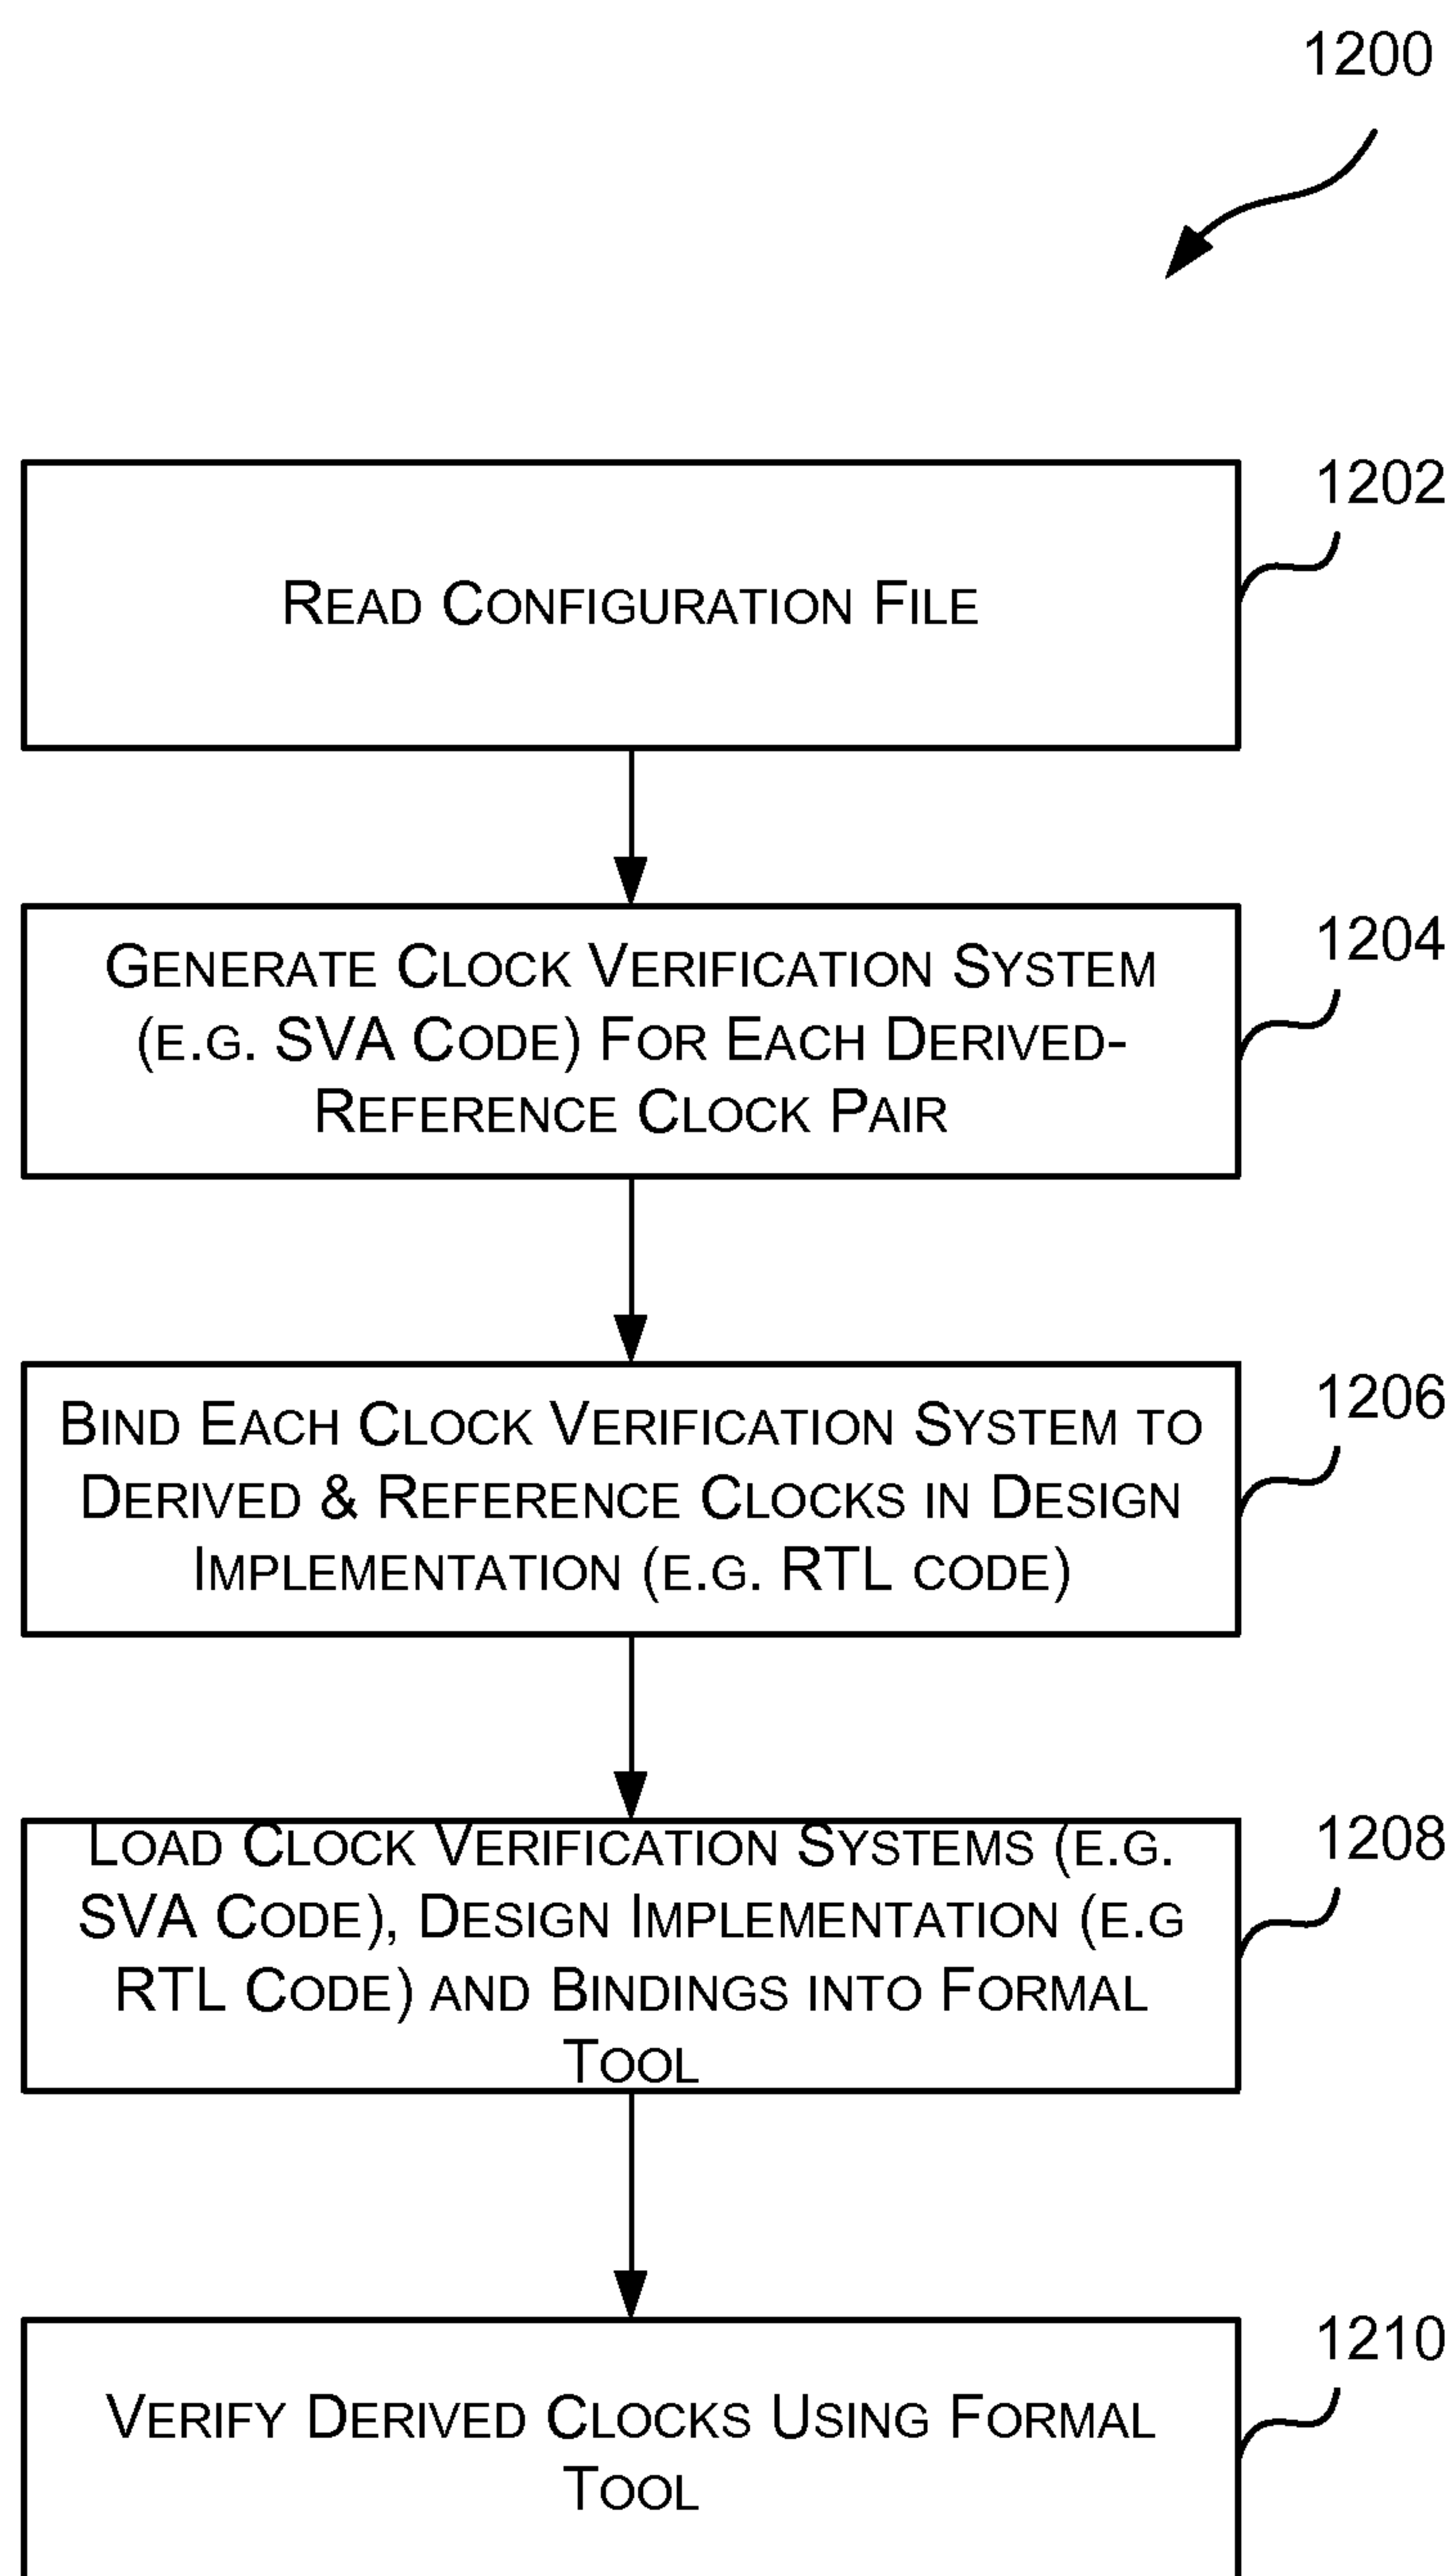 1200
1202
READ CONFIGURATION FILE
1204
GENERATE CLOCK VERIFICATION SYSTEM
(E.G. SVA CODE) FOR EACH DERIVED-
REFERENCE CLOCK PAIR
1206
BIND EACH CLOCK VERIFICATION SYSTEM TO
DERIVED & REFERENCE CLOCKS IN DESIGN
IMPLEMENTATION (E.G. RTL CODE)
1208
LOAD CLOCK VERIFICATION SYSTEMS (E.G.
SVA CODE), DESIGN IMPLEMENTATION (E.G
RTL CODE) AND BINDINGS INTO FORMAL
TOOL
1210
VERIFY DERIVED CLOCKS USING FORMAL
TOOL